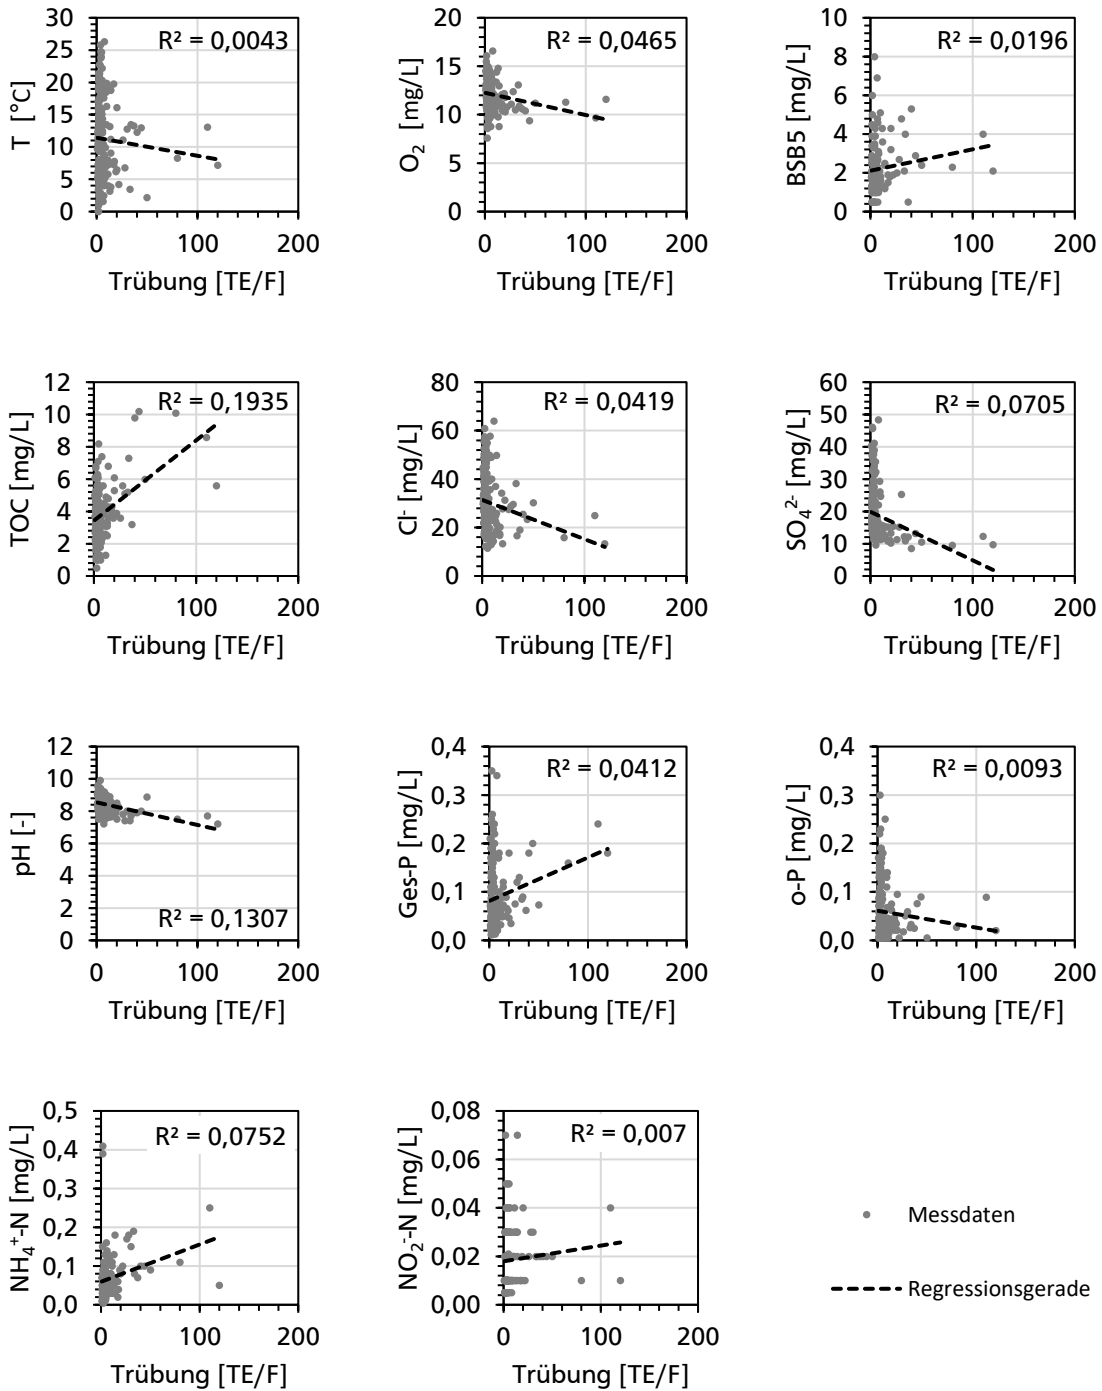 30
25
20
15
10
5
0
T [°C]
R² = 0,0043
0 100 200
Trübung [TE/F]
20
15
10
5
0
O₂ [mg/L]
R² = 0,0465
0 100 200
Trübung [TE/F]
10
8
6
4
2
0
BSB5 [mg/L]
R² = 0,0196
0 100 200
Trübung [TE/F]
12
10
8
6
4
2
0
TOC [mg/L]
R² = 0,1935
0 100 200
Trübung [TE/F]
80
60
40
20
0
Cl⁻ [mg/L]
R² = 0,0419
0 100 200
Trübung [TE/F]
60
50
40
30
20
10
0
SO₄²⁻ [mg/L]
R² = 0,0705
0 100 200
Trübung [TE/F]
12
10
8
6
4
2
0
pH [-]
R² = 0,1307
0 100 200
Trübung [TE/F]
0,4
0,3
0,2
0,1
0,0
Ges-P [mg/L]
R² = 0,0412
0 100 200
Trübung [TE/F]
0,4
0,3
0,2
0,1
0,0
o-P [mg/L]
R² = 0,0093
0 100 200
Trübung [TE/F]
0,5
0,4
0,3
0,2
0,1
0,0
NH₄⁺-N [mg/L]
R² = 0,0752
0 100 200
Trübung [TE/F]
0,08
0,06
0,04
0,02
0,00
NO₂⁻-N [mg/L]
R² = 0,007
0 100 200
Trübung [TE/F]
Messdaten
Regressionsgerade